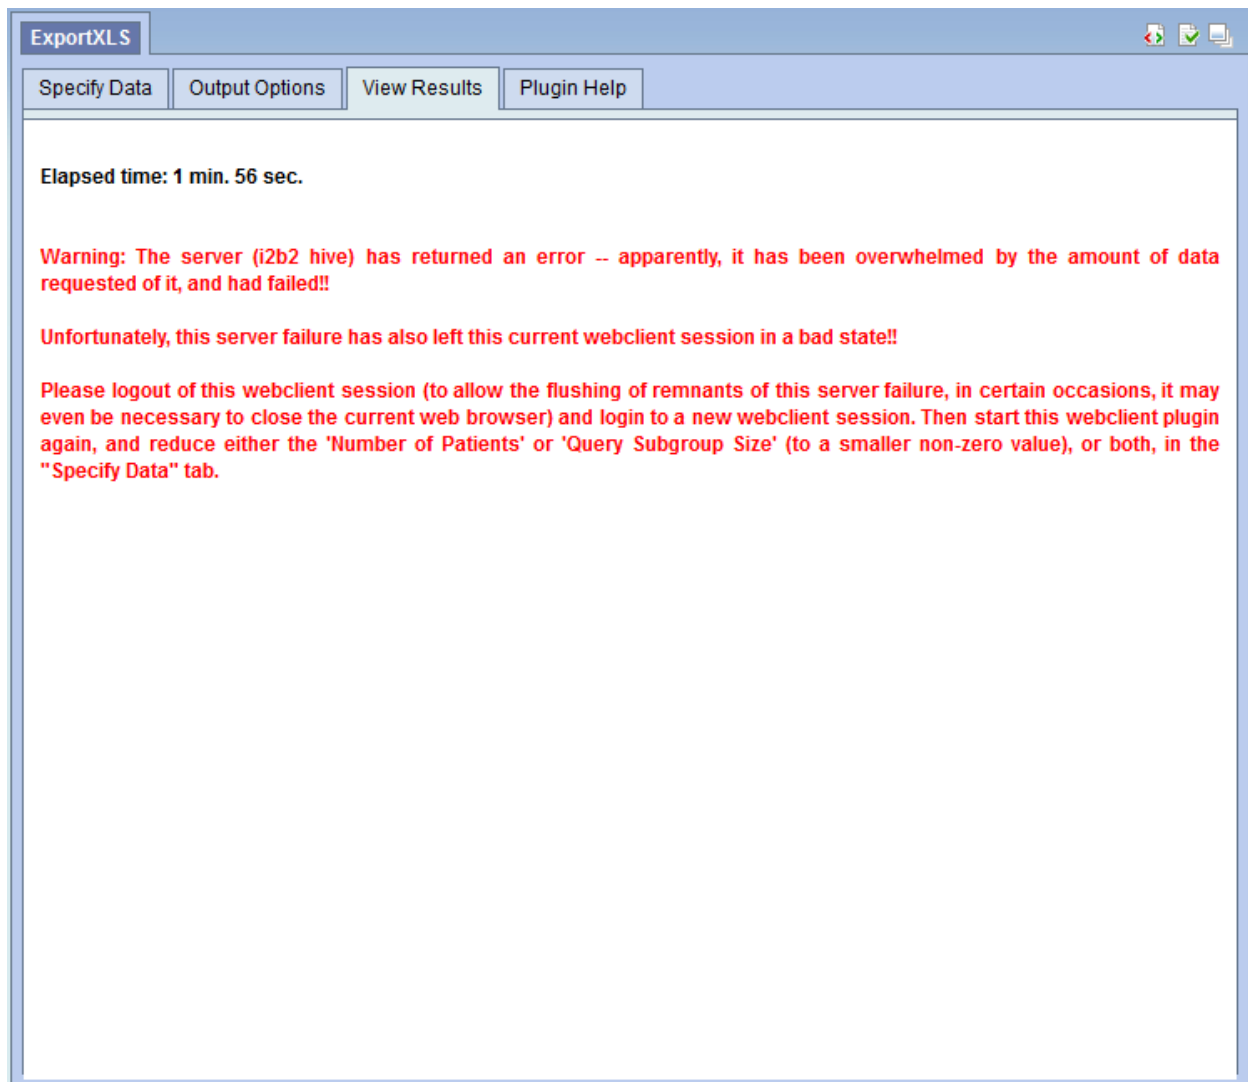 ExportXLS
Specify Data Output Options View Results Plugin Help
Elapsed time: 1 min. 56 sec.
Warning: The server (i2b2 hive) has returned an error -- apparently, it has been overwhelmed by the amount of data
requested of it, and had failed!!
Unfortunately, this server failure has also left this current webclient session in a bad state!!
Please logout of this webclient session (to allow the flushing of remnants of this server failure, in certain occasions, it may
even be necessary to close the current web browser) and login to a new webclient session. Then start this webclient plugin
again, and reduce either the 'Number of Patients' or 'Query Subgroup Size' (to a smaller non-zero value), or both, in the
"Specify Data" tab.